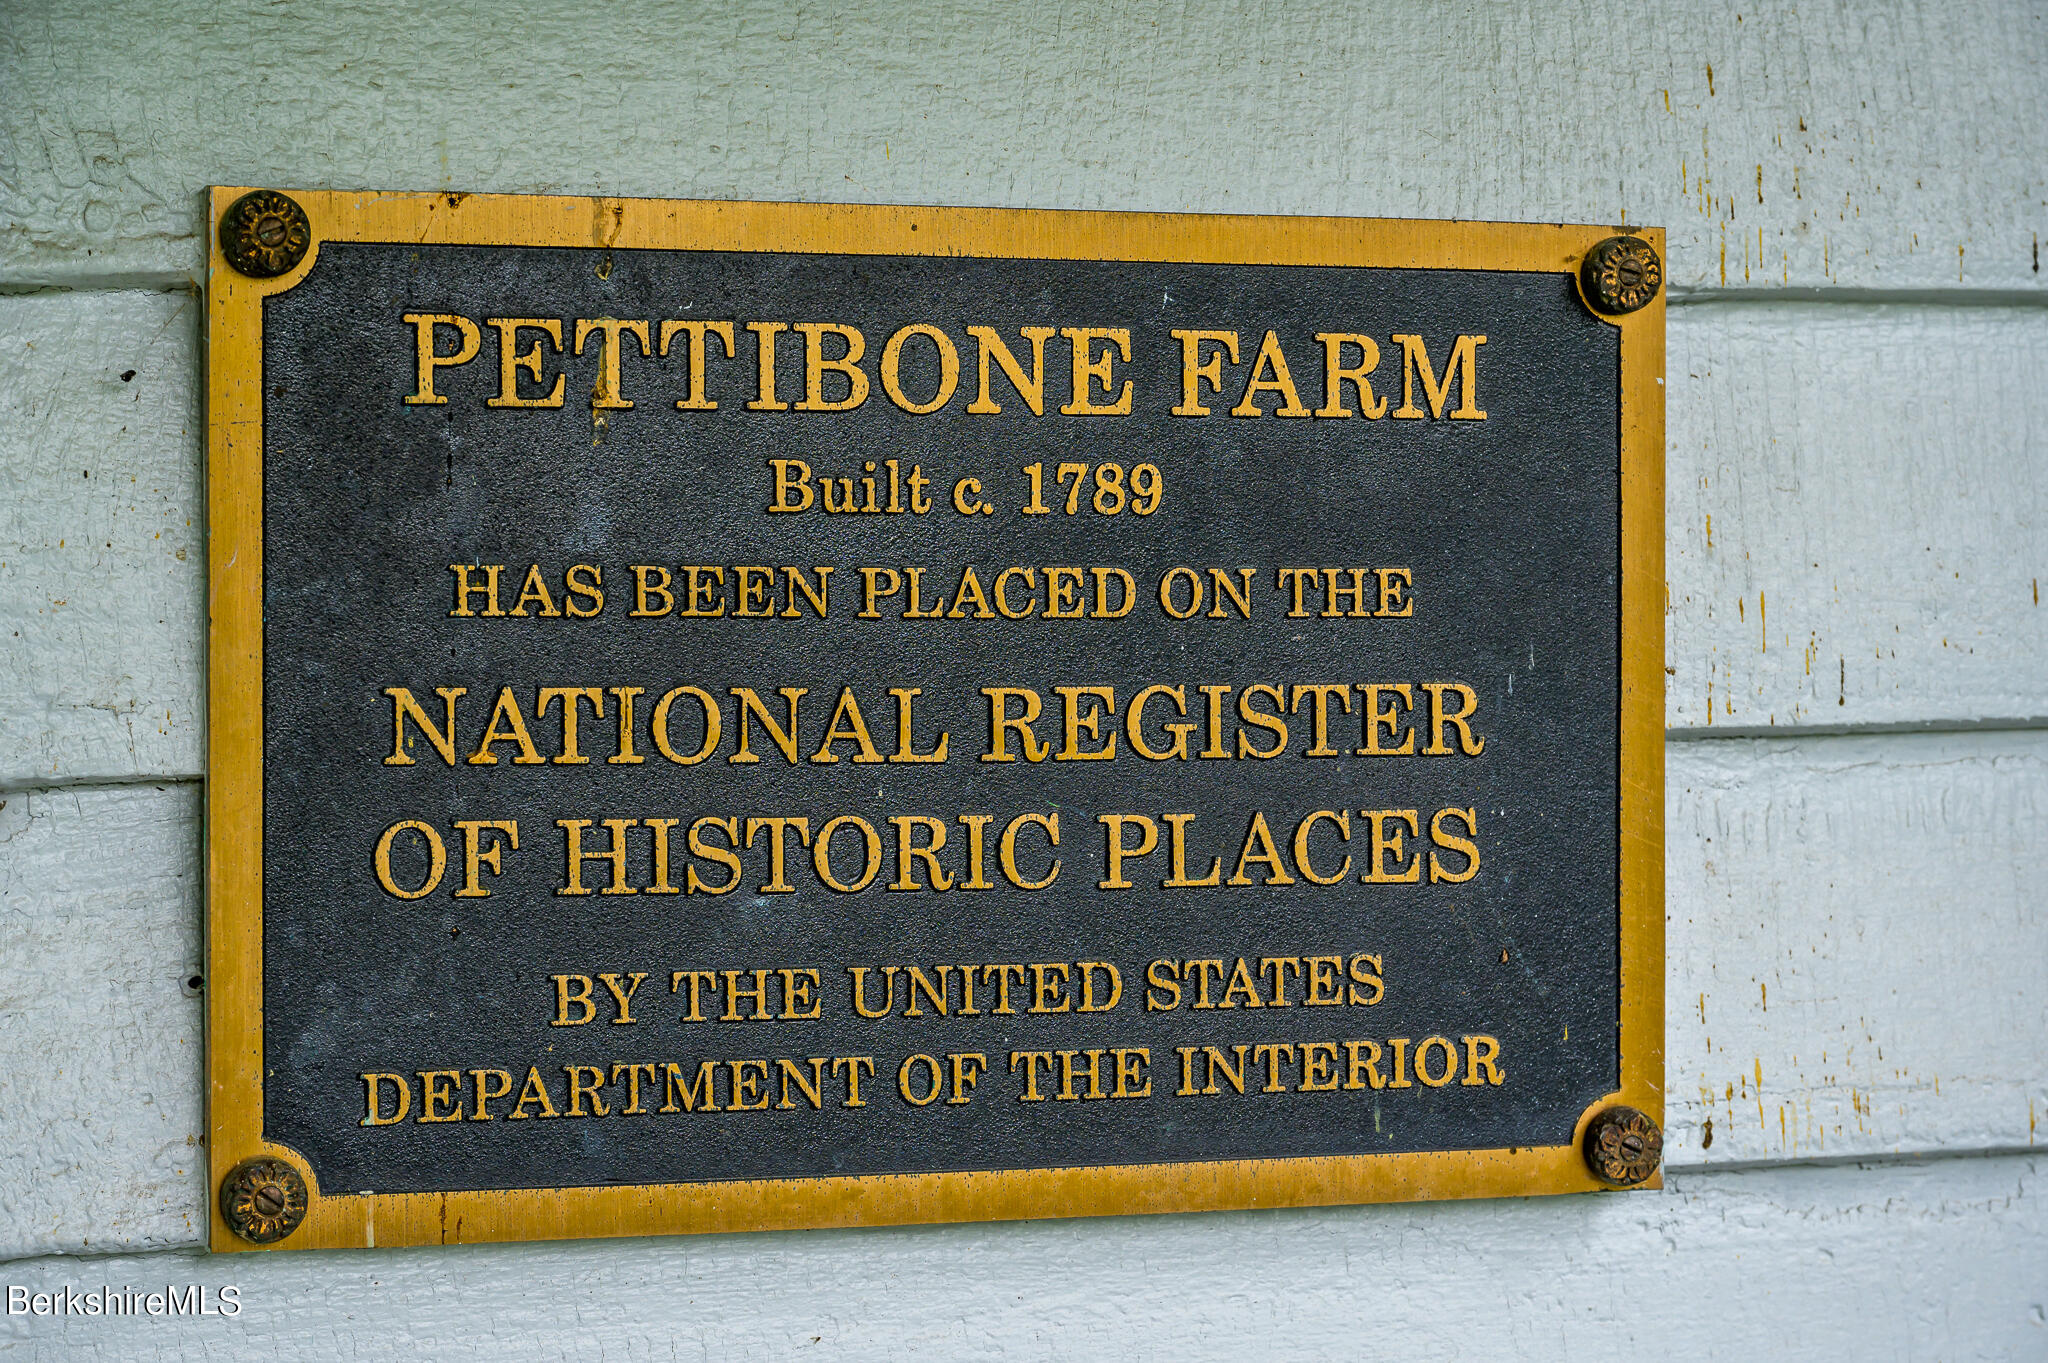 PETTIBONE FARM
Built c. 1789
HAS BEEN PLACED ON THE
NATIONAL REGISTER
OF HISTORIC PLACES
BY THE UNITED STATES
DEPARTMENT OF THE INTERIOR
BerkshireMLS